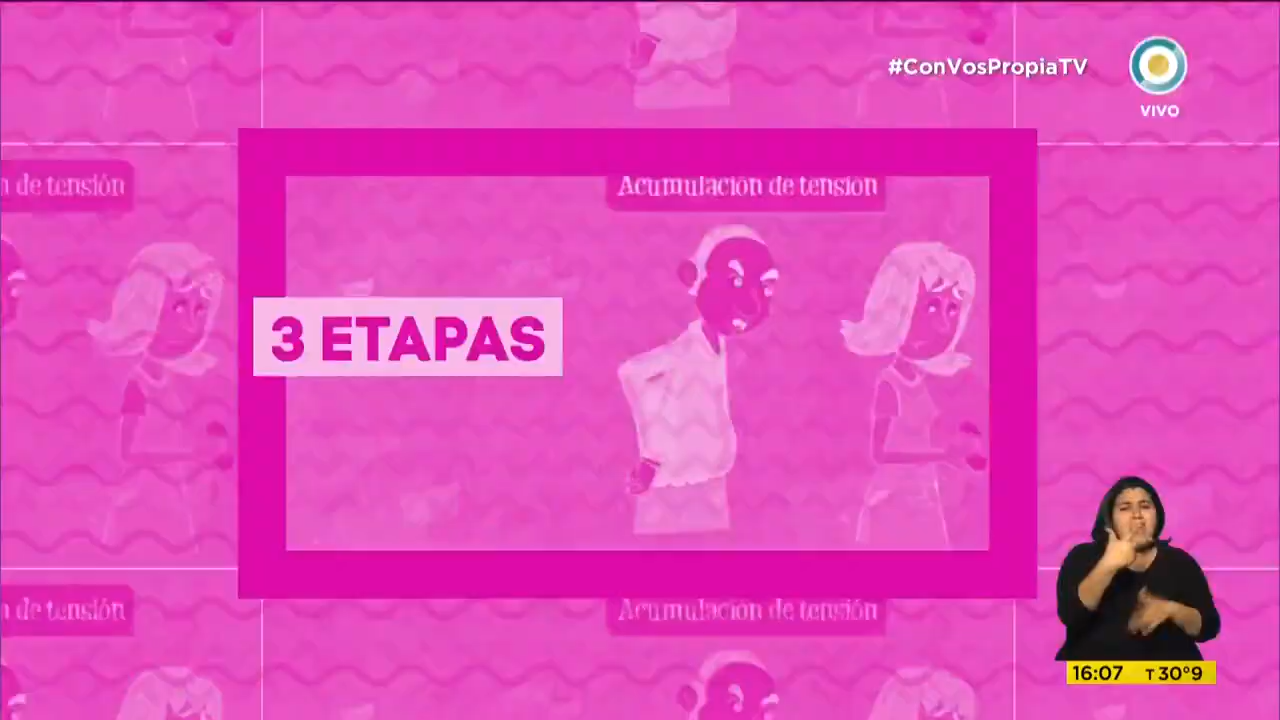 #ConVosPropiaTV
VIVO
n de tensión
Acumulación de tensión
3 ETAPAS
n de tensión
Acumulación de tensión
16:07 T 30°9